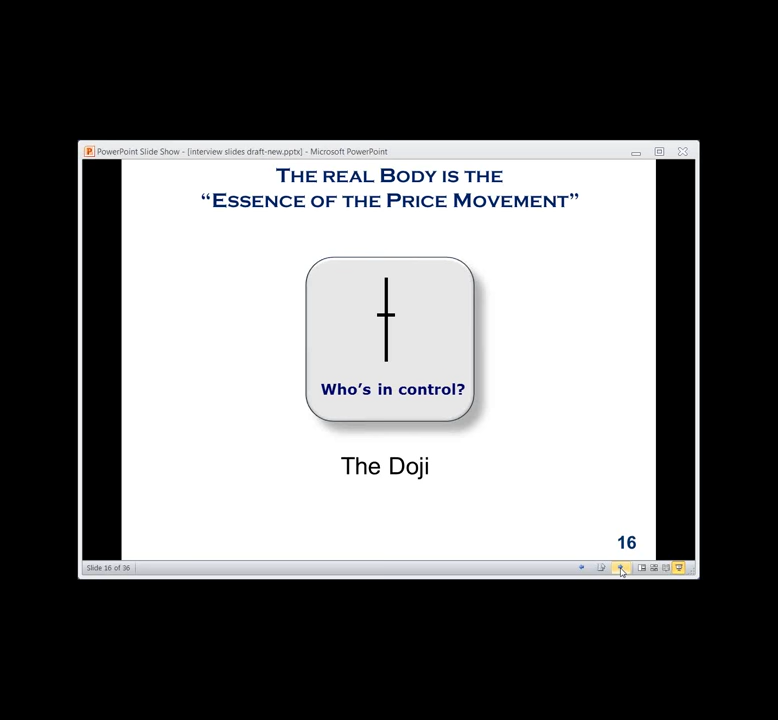 PowerPoint Slide Show - [interview slides draft-new.pptx] - Microsoft PowerPoint
The real Body is the
“Essence of the Price Movement”
Who's in control?
The Doji
16
Slide 16 of 36